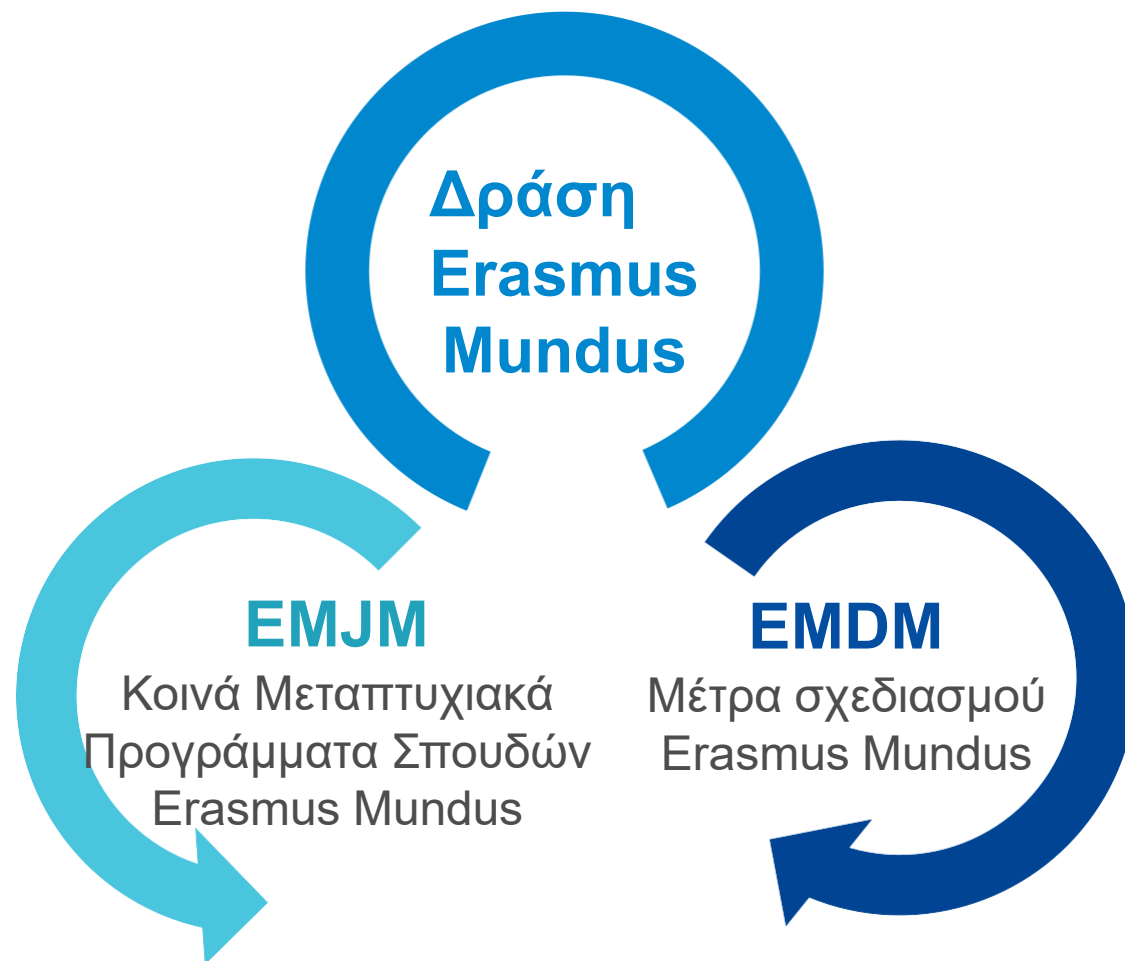 Δράση
Erasmus
Mundus
EMJM
Κοινά Μεταπτυχιακά
Προγράμματα Σπουδών
Erasmus Mundus
EMDM
Μέτρα σχεδιασμού
Erasmus Mundus